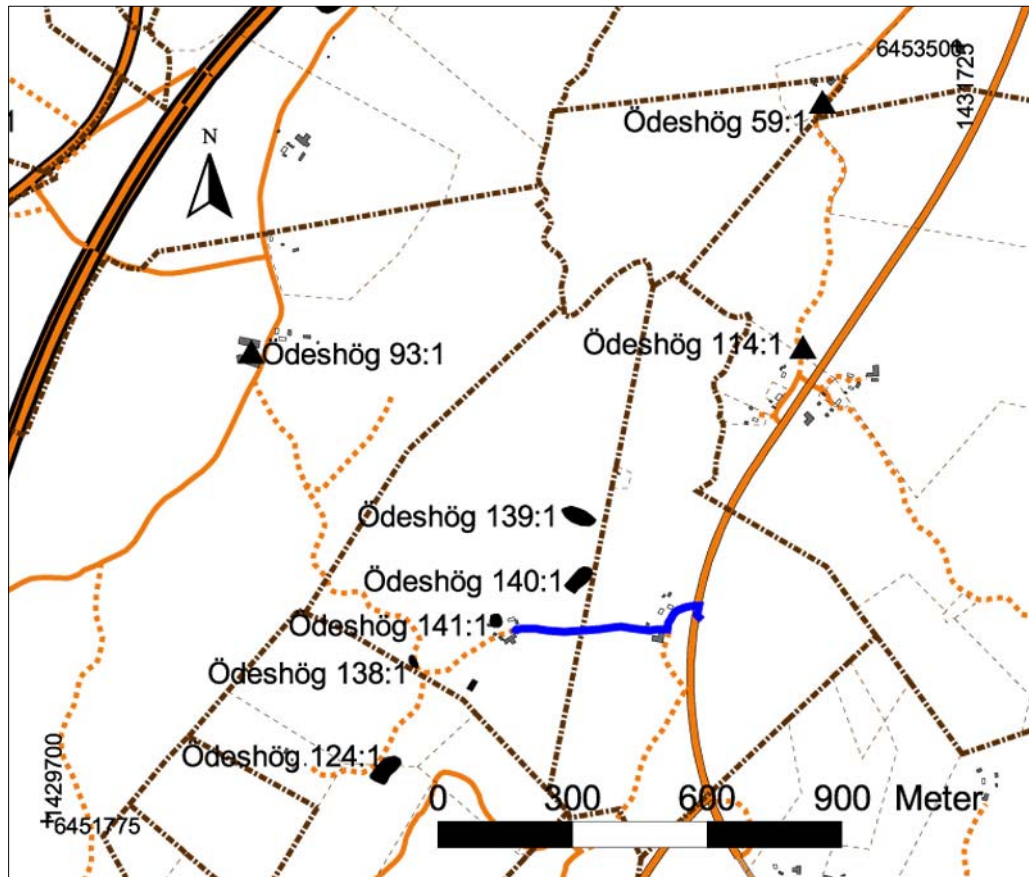 6453500
1431725
Ödeshög 59:1
N
Ödeshög 93:1
Ödeshög 114:1
Ödeshög 139:1
Ödeshög 140:1
Ödeshög 141:1
Ödeshög 138:1
Ödeshög 124:1
1429700
6451775
0 300 600 900 Meter